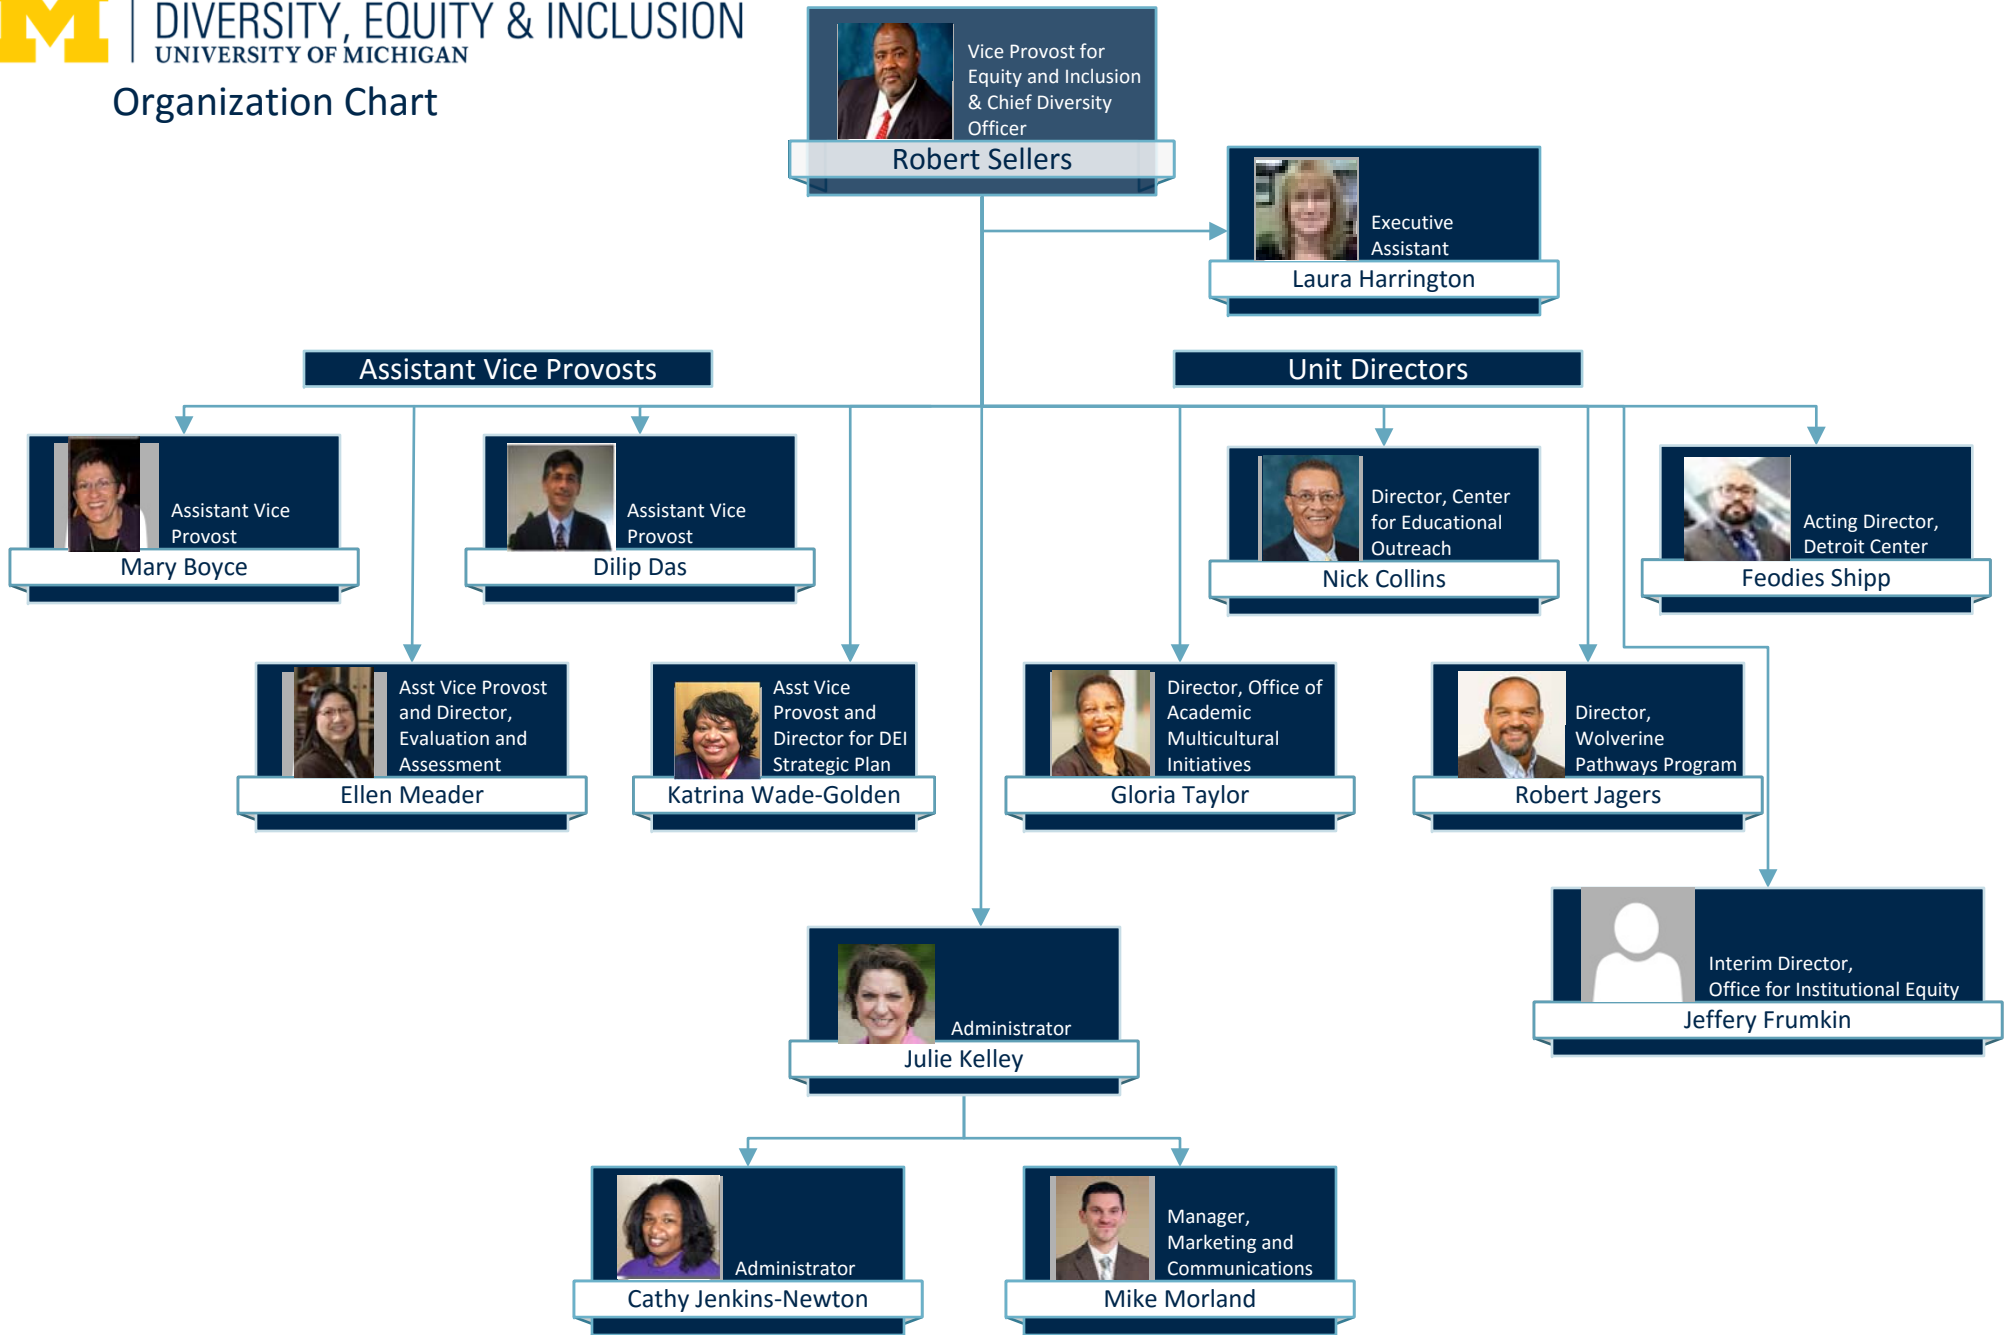 DIVERSITY, EQUITY & INCLUSION
UNIVERSITY OF MICHIGAN
Organization Chart
Vice Provost for
Equity and Inclusion
& Chief Diversity
Officer
Robert Sellers
Executive
Assistant
Laura Harrington
Assistant Vice Provosts
Unit Directors
Assistant Vice
Provost
Mary Boyce
Assistant Vice
Provost
Dilip Das
Director, Center
for Educational
Outreach
Nick Collins
Acting Director,
Detroit Center
Feodies Shipp
Asst Vice Provost
and Director,
Evaluation and
Assessment
Ellen Meader
Asst Vice
Provost and
Director for DEI
Strategic Plan
Katrina Wade-Golden
Director, Office of
Academic
Multicultural
Initiatives
Gloria Taylor
Director,
Wolverine
Pathways Program
Robert Jagers
Interim Director,
Office for Institutional Equity
Jeffery Frumkin
Administrator
Julie Kelley
Administrator
Cathy Jenkins-Newton
Manager,
Marketing and
Communications
Mike Morland